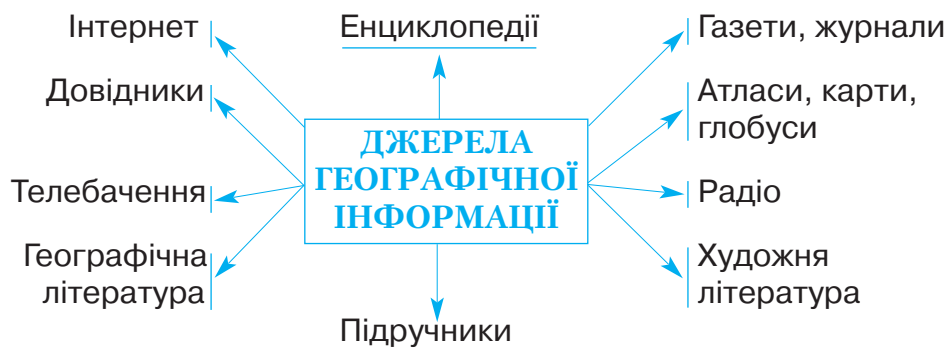 Інтернет
Енциклопедії
Газети, журнали
Довідники
Атласи, карти,
глобуси
ДЖЕРЕЛА
ГЕОГРАФІЧНОЇ
ІНФОРМАЦІЇ
Телебачення
Радіо
Географічна
література
Художня
література
Підручники